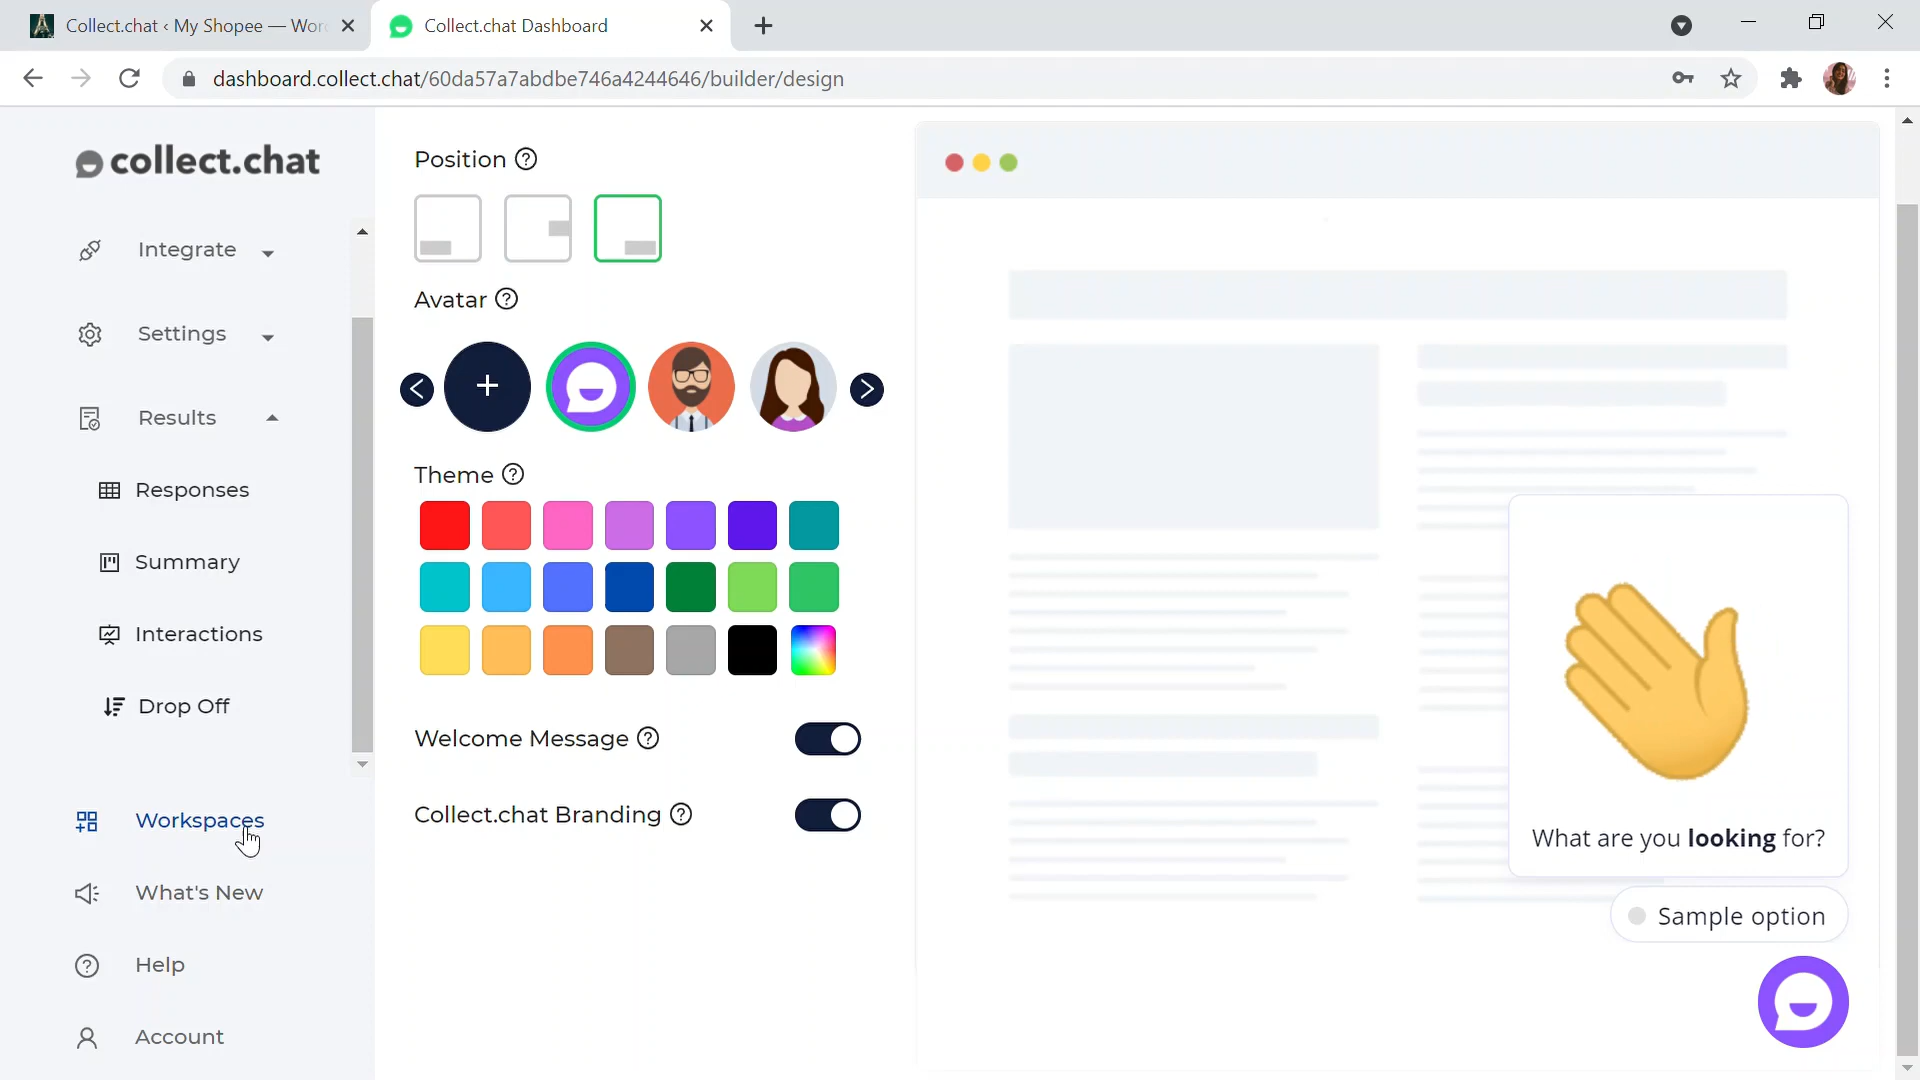 Collect.chat ‹ My Shopee — Wor
Collect.chat Dashboard
dashboard.collect.chat/60da57a7abdbe746a4244646/builder/design
collect.chat
Integrate
Settings
Results
Responses
Summary
Interactions
Drop Off
Workspaces
What's New
Help
Account
Position
Avatar
Theme
Welcome Message
Collect.chat Branding
What are you looking for?
Sample option